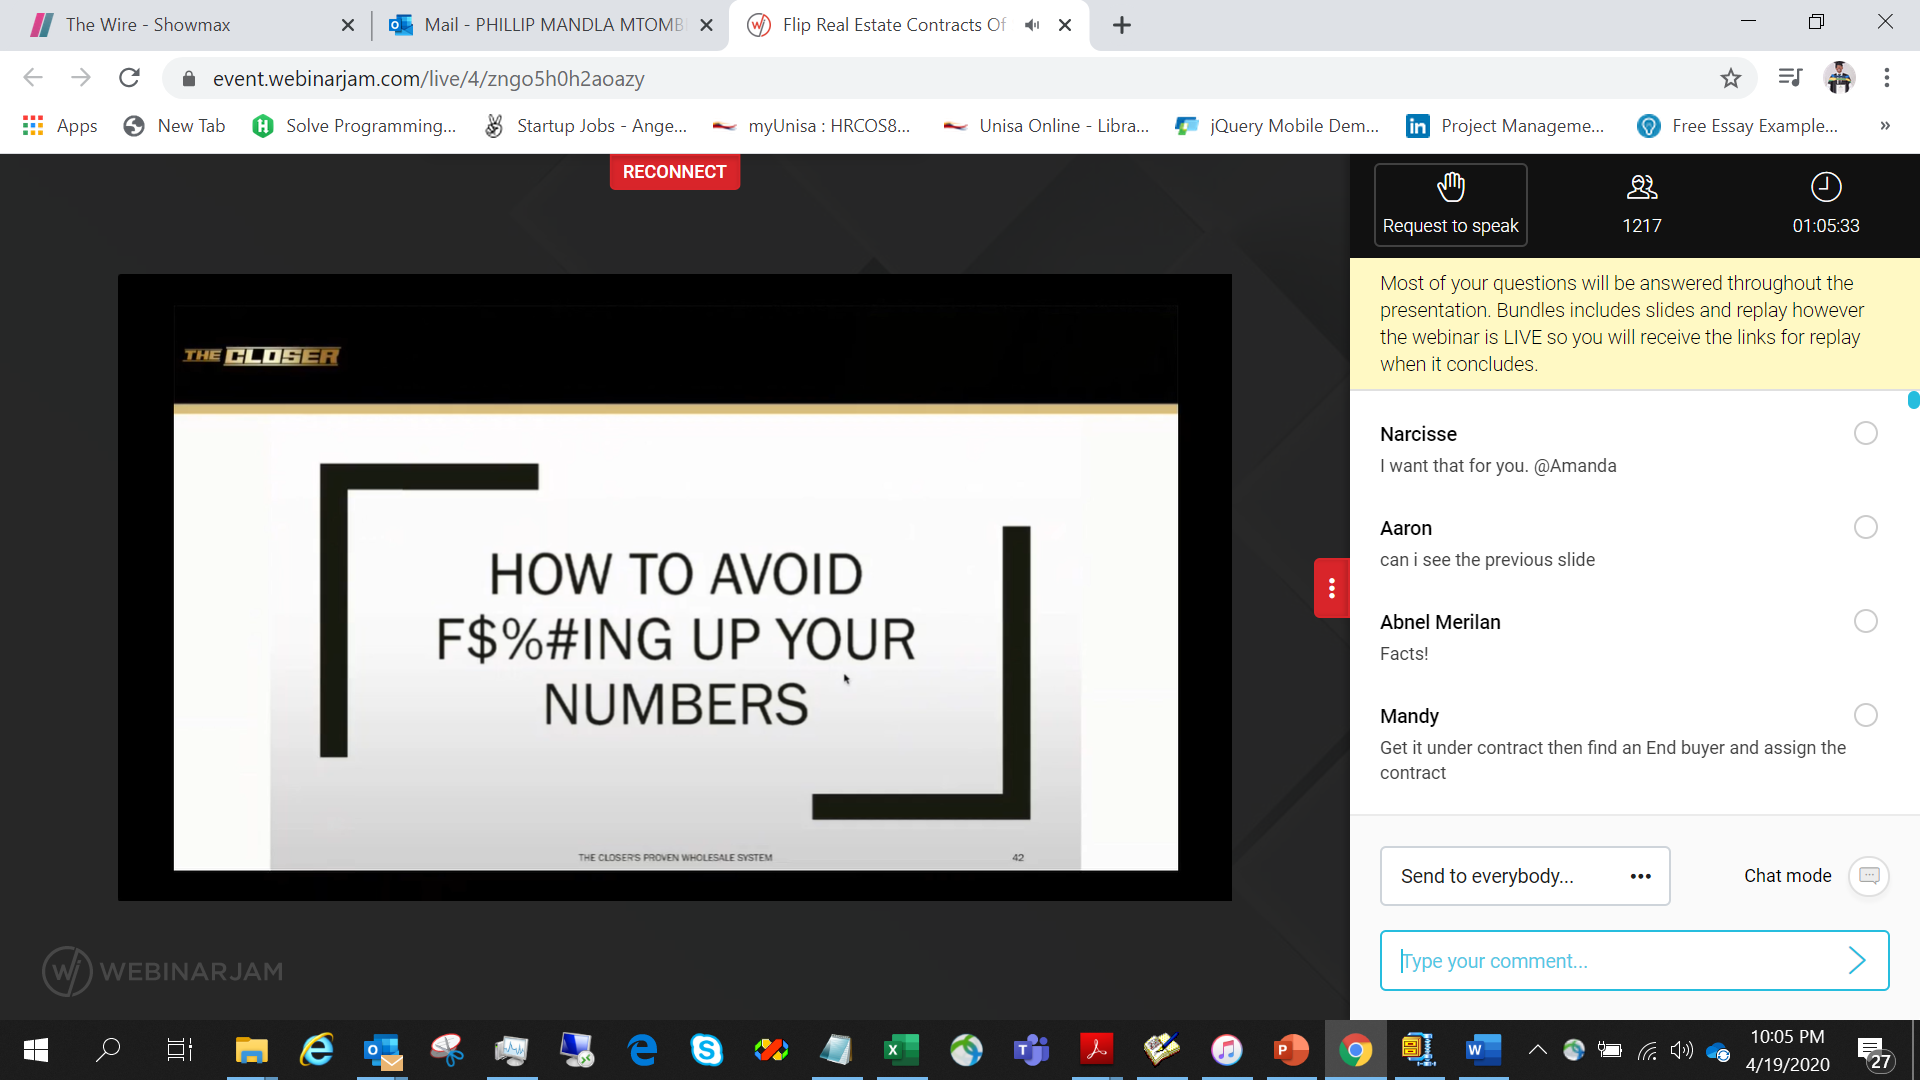 The Wire - Showmax
Mail - PHILLIP MANDLA MTOMB
Flip Real Estate Contracts Of
event.webinarjam.com/live/4/zngo5h0h2aoazy
Apps
New Tab
Solve Programming...
Startup Jobs - Ange...
myUnisa : HRCOS8...
Unisa Online - Libra...
jQuery Mobile Dem...
Project Manageme...
Free Essay Example...
»
RECONNECT
Request to speak
1217
01:05:33
Most of your questions will be answered throughout the
presentation. Bundles includes slides and replay however
the webinar is LIVE so you will receive the links for replay
when it concludes.
THE CLOSER
HOW TO AVOID
F$%#ING UP YOUR
NUMBERS
THE CLOSER'S PROVEN WHOLESALE SYSTEM
42
Narcisse
I want that for you. @Amanda
Aaron
can i see the previous slide
Abnel Merilan
Facts!
Mandy
Get it under contract then find an End buyer and assign the
contract
Send to everybody...
Chat mode
Type your comment...
WEBINARJAM
10:05 PM
4/19/2020
27